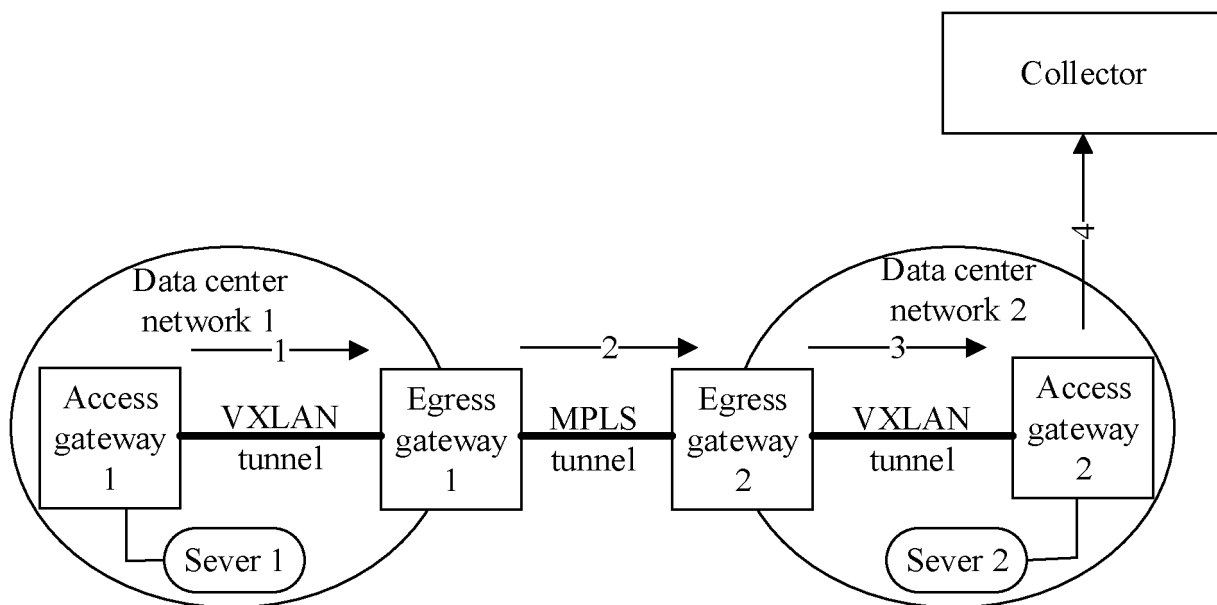 Collector
4
Data center
network 1
Data center
network 2
1
2
3
Access
gateway
1
VXLAN
tunnel
Egress
gateway
1
MPLS
tunnel
Egress
gateway
2
VXLAN
tunnel
Access
gateway
2
Sever 1
Sever 2